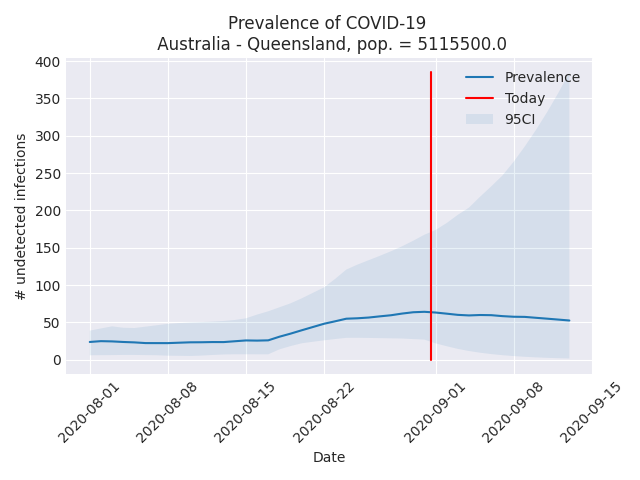 Prevalence of COVID-19
Australia - Queensland, pop. = 5115500.0
400
350
300
250
200
150
100
50
0
# undetected infections
Prevalence
Today
95CI
2020-08-01
2020-08-08
2020-08-15
2020-08-22
2020-09-01
2020-09-08
2020-09-15
Date